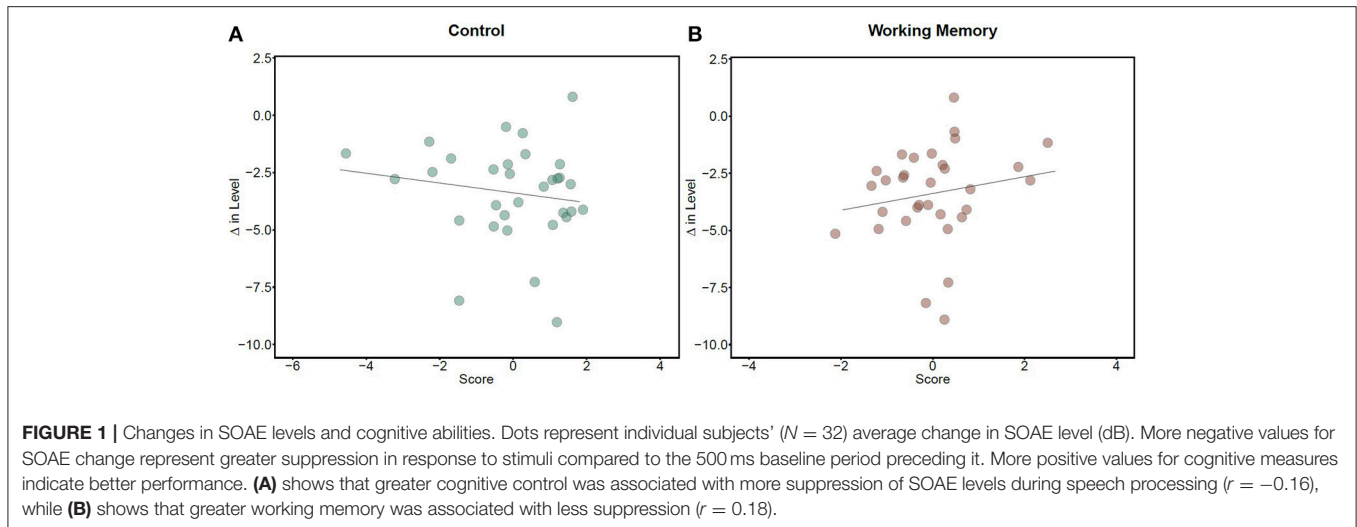 A Control
2.5
0.0
−2.5
−5.0
−7.5
−10.0
Δ in Level
−6 −4 −2 0 2 4
Score
B Working Memory
2.5
0.0
−2.5
−5.0
−7.5
−10.0
Δ in Level
−4 −2 0 2 4
Score
FIGURE 1 | Changes in SOAE levels and cognitive abilities. Dots represent individual subjects' (N = 32) average change in SOAE level (dB). More negative values for
SOAE change represent greater suppression in response to stimuli compared to the 500 ms baseline period preceding it. More positive values for cognitive measures
indicate better performance. (A) shows that greater cognitive control was associated with more suppression of SOAE levels during speech processing (r = −0.16),
while (B) shows that greater working memory was associated with less suppression (r = 0.18).